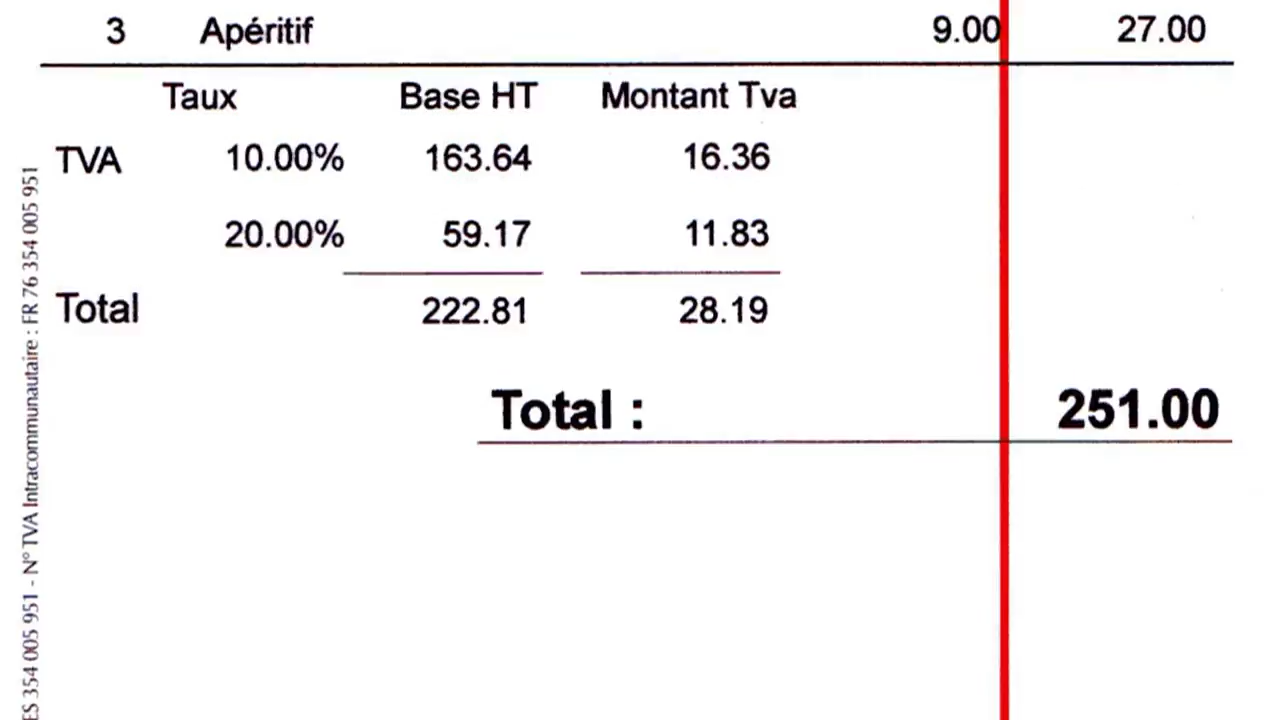 3 Apéritif 9.00 27.00
Taux Base HT Montant Tva
TVA 10.00% 163.64 16.36
20.00% 59.17 11.83
Total 222.81 28.19
Total : 251.00
ES 354 005 951 - N° TVA Intracommunautaire : FR 76 354 005 951